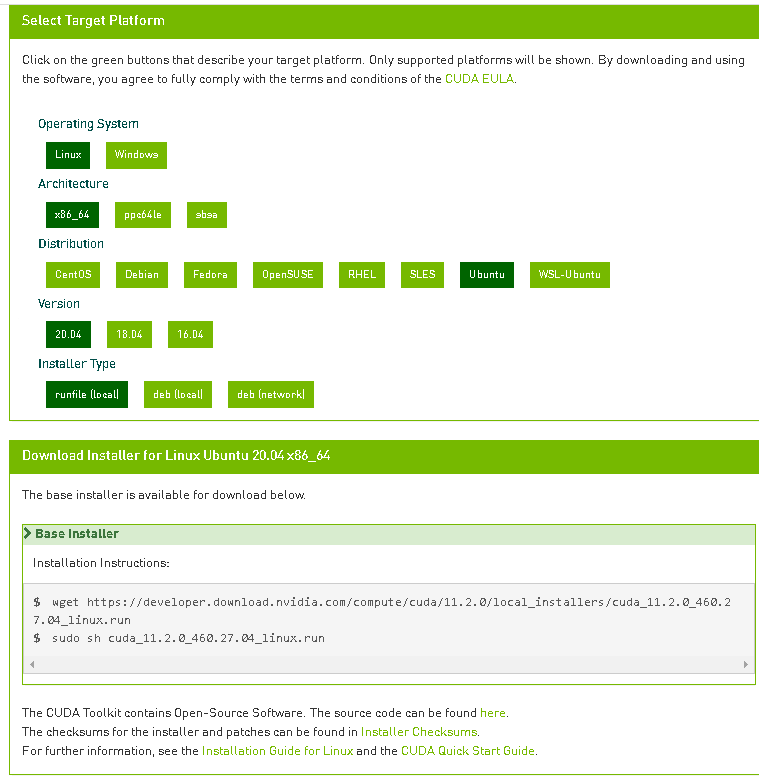 Select Target Platform
Click on the green buttons that describe your target platform. Only supported platforms will be shown. By downloading and using
the software, you agree to fully comply with the terms and conditions of the CUDA EULA.
Operating System
Linux Windows
Architecture
x86_64 ppc64le sbsa
Distribution
CentOS Debian Fedora OpenSUSE RHEL SLES Ubuntu WSL-Ubuntu
Version
20.04 18.04 16.04
Installer Type
runfile (local) deb (local) deb (network)
Download Installer for Linux Ubuntu 20.04 x86_64
The base installer is available for download below.
Base Installer
Installation Instructions:
$ wget https://developer.download.nvidia.com/compute/cuda/11.2.0/local_installers/cuda_11.2.0_460.2
7.04_linux.run
$ sudo sh cuda_11.2.0_460.27.04_linux.run
The CUDA Toolkit contains Open-Source Software. The source code can be found here.
The checksums for the installer and patches can be found in Installer Checksums.
For further information, see the Installation Guide for Linux and the CUDA Quick Start Guide.